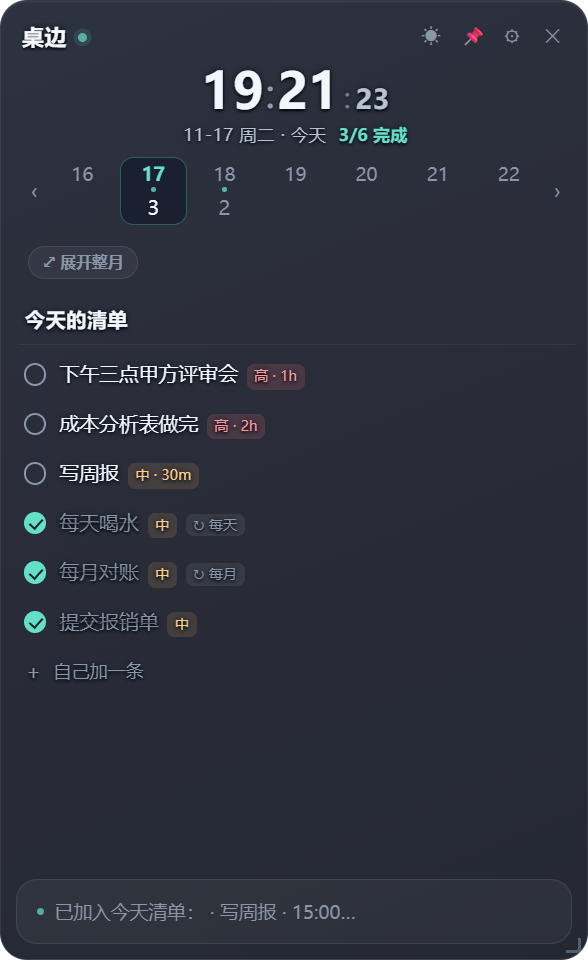 桌边
19:21:23
11-17 周二 · 今天 3/6 完成
‹ 16 17 18 19 20 21 22 ›
3 2
⤢ 展开整月
今天的清单
下午三点甲方评审会 高 · 1h
成本分析表做完 高 · 2h
写周报 中 · 30m
每天喝水 中 ↻ 每天
每月对账 中 ↻ 每月
提交报销单 中
+ 自己加一条
已加入今天清单： · 写周报 · 15:00...